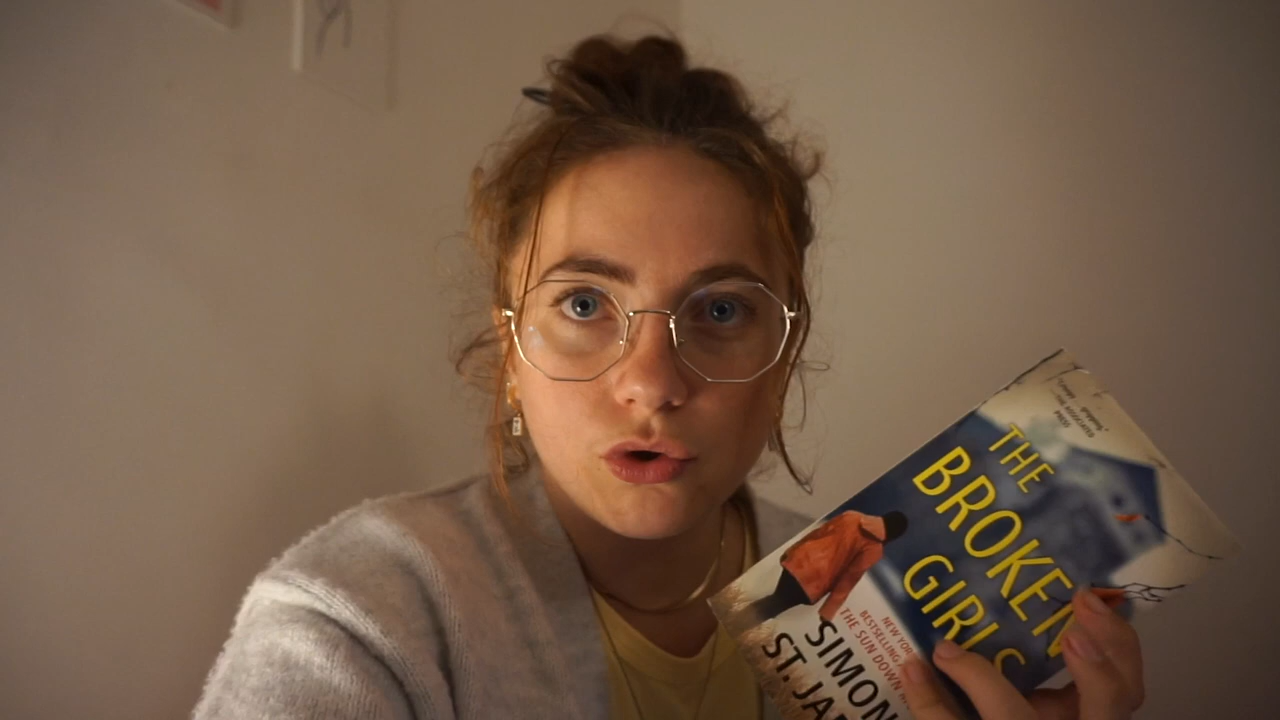 THE
BROKEN
GIRLS
NEW YOR
BESTSELLING A
THE SUN DOWN M
SIMON
ST. JA